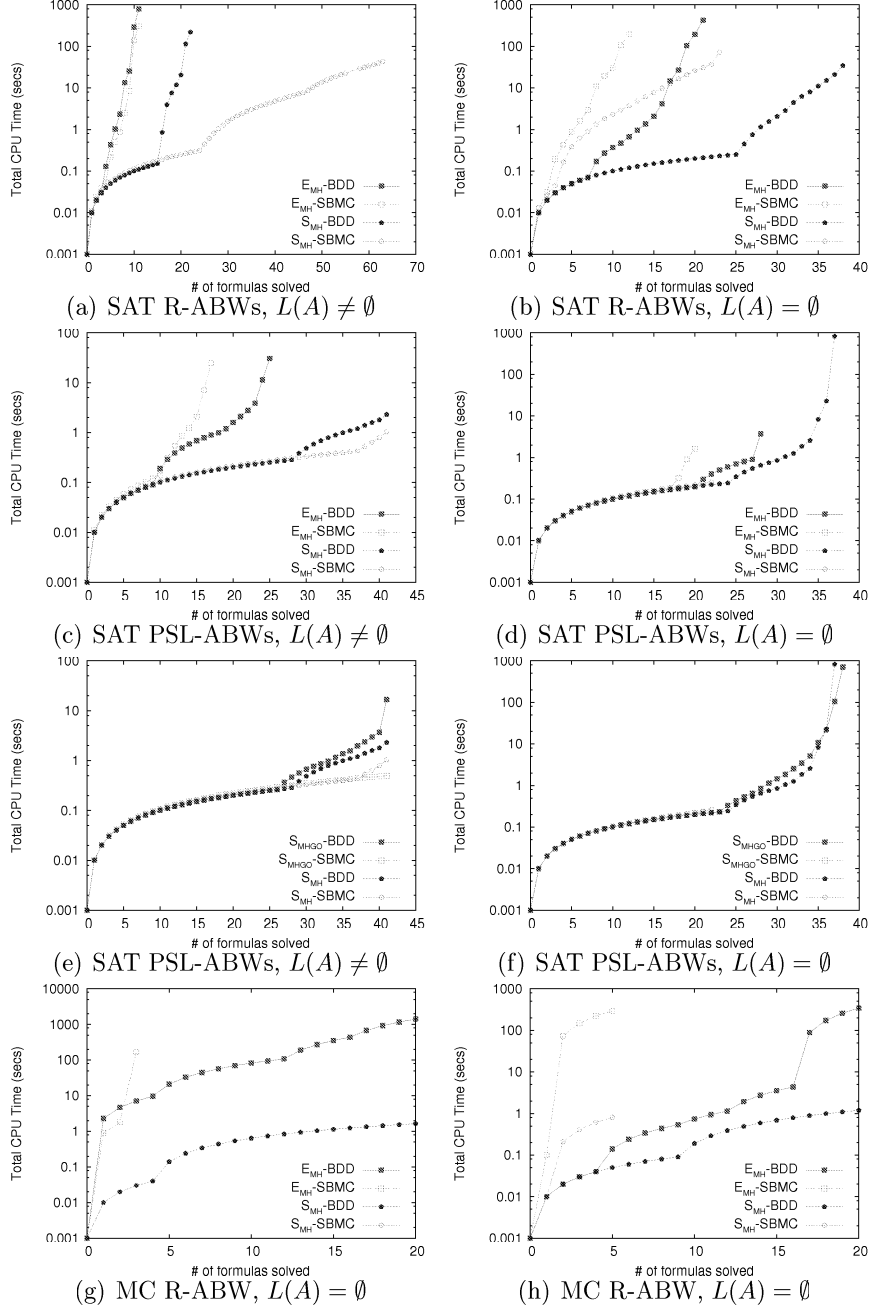 1000
100
10
1
0.1
0.01
0.001
Total CPU Time (secs)
E_MH-BDD
E_MH-SBMC
S_MH-BDD
S_MH-SBMC
0 10 20 30 40 50 60 70
# of formulas solved
(a) SAT R-ABWs, L(A) ≠ ∅
1000
100
10
1
0.1
0.01
0.001
Total CPU Time (secs)
E_MH-BDD
E_MH-SBMC
S_MH-BDD
S_MH-SBMC
0 5 10 15 20 25 30 35 40
# of formulas solved
(b) SAT R-ABWs, L(A) = ∅
100
10
1
0.1
0.01
0.001
Total CPU Time (secs)
E_MH-BDD
E_MH-SBMC
S_MH-BDD
S_MH-SBMC
0 5 10 15 20 25 30 35 40 45
# of formulas solved
(c) SAT PSL-ABWs, L(A) ≠ ∅
1000
100
10
1
0.1
0.01
0.001
Total CPU Time (secs)
E_MH-BDD
E_MH-SBMC
S_MH-BDD
S_MH-SBMC
0 5 10 15 20 25 30 35 40
# of formulas solved
(d) SAT PSL-ABWs, L(A) = ∅
100
10
1
0.1
0.01
0.001
Total CPU Time (secs)
S_MHGO-BDD
S_MHGO-SBMC
S_MH-BDD
S_MH-SBMC
0 5 10 15 20 25 30 35 40 45
# of formulas solved
(e) SAT PSL-ABWs, L(A) ≠ ∅
1000
100
10
1
0.1
0.01
0.001
Total CPU Time (secs)
S_MHGO-BDD
S_MHGO-SBMC
S_MH-BDD
S_MH-SBMC
0 5 10 15 20 25 30 35 40
# of formulas solved
(f) SAT PSL-ABWs, L(A) = ∅
10000
1000
100
10
1
0.1
0.01
0.001
Total CPU Time (secs)
E_MH-BDD
E_MH-SBMC
S_MH-BDD
S_MH-SBMC
0 5 10 15 20
# of formulas solved
(g) MC R-ABW, L(A) = ∅
1000
100
10
1
0.1
0.01
0.001
Total CPU Time (secs)
E_MH-BDD
E_MH-SBMC
S_MH-BDD
S_MH-SBMC
0 5 10 15 20
# of formulas solved
(h) MC R-ABW, L(A) = ∅